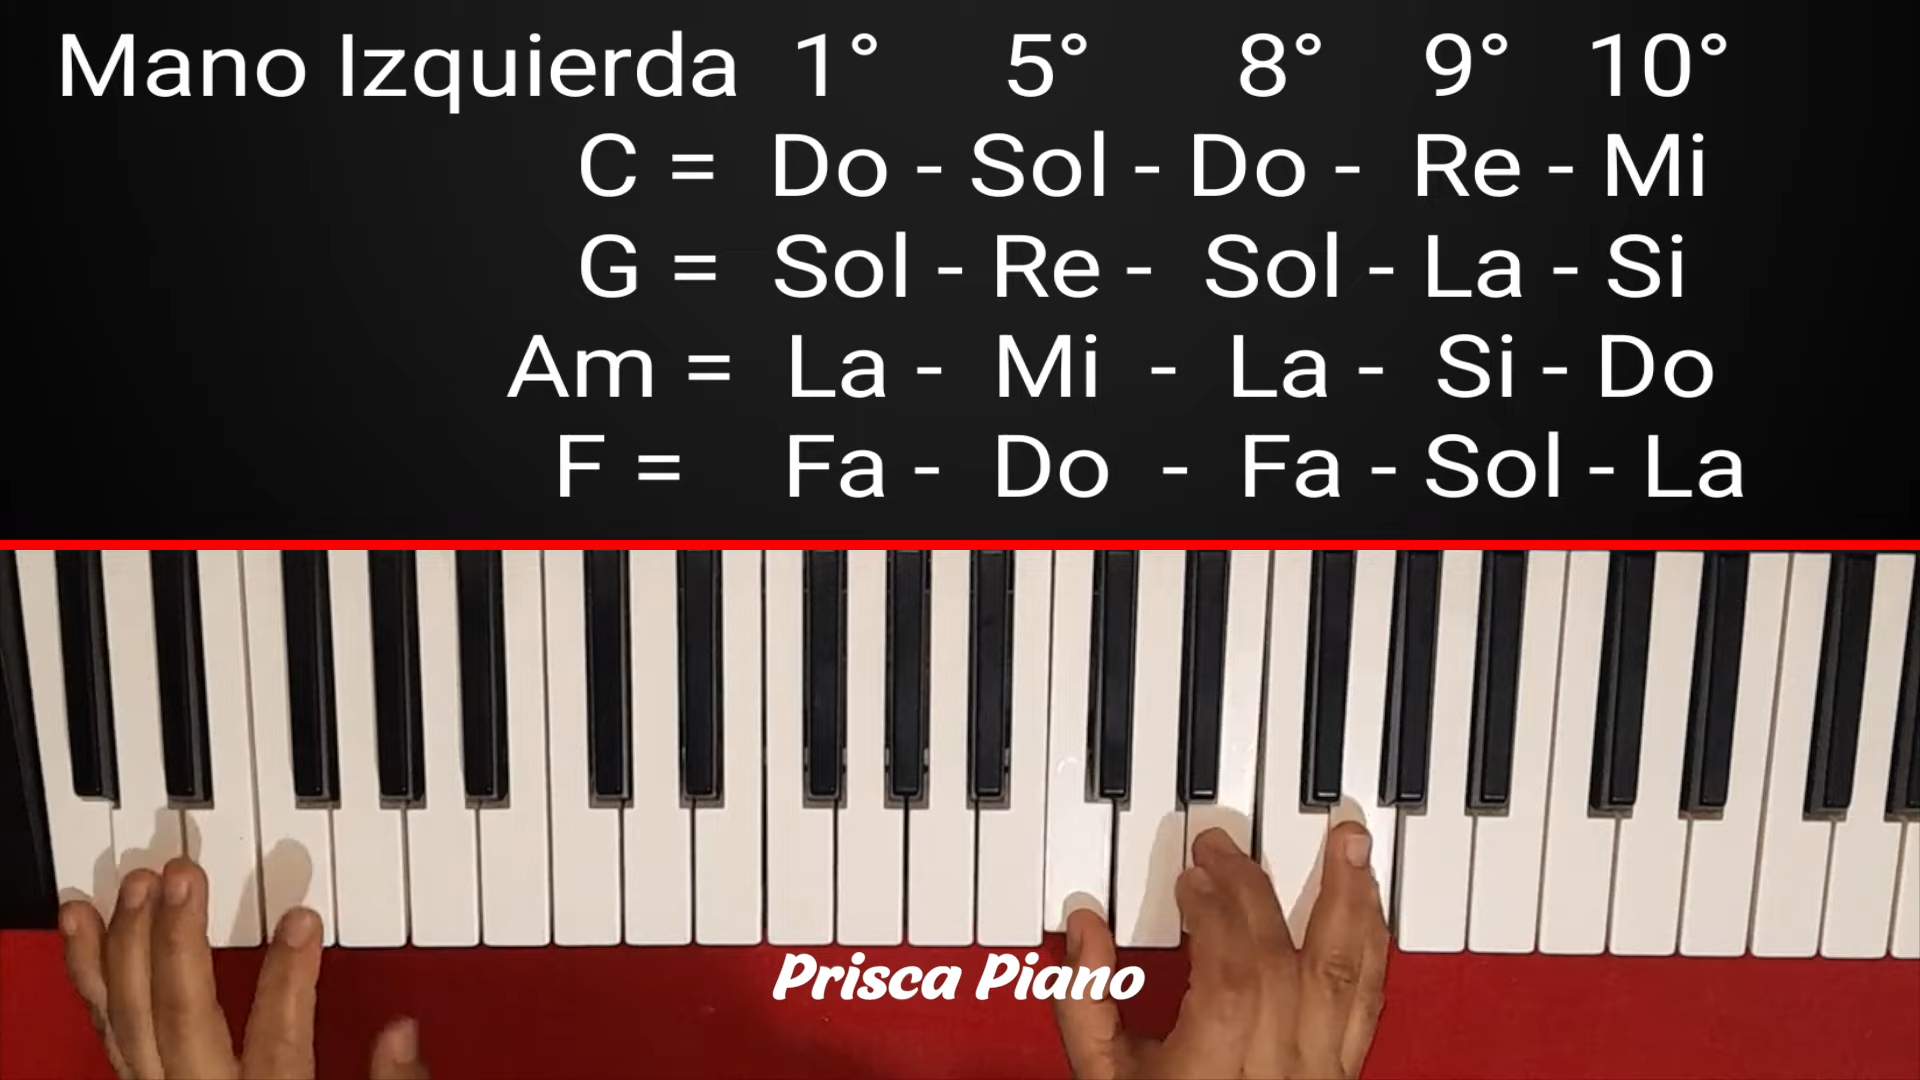 Mano Izquierda 1° 5° 8° 9° 10°
C = Do - Sol - Do - Re - Mi
G = Sol - Re - Sol - La - Si
Am = La - Mi - La - Si - Do
F = Fa - Do - Fa - Sol - La
Prisca Piano